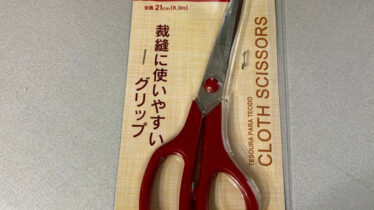 全長 21cm (8.3in)
裁縫に使いやすい
グリップ
TESOURA PARA TECIDO
CLOTH SCISSORS